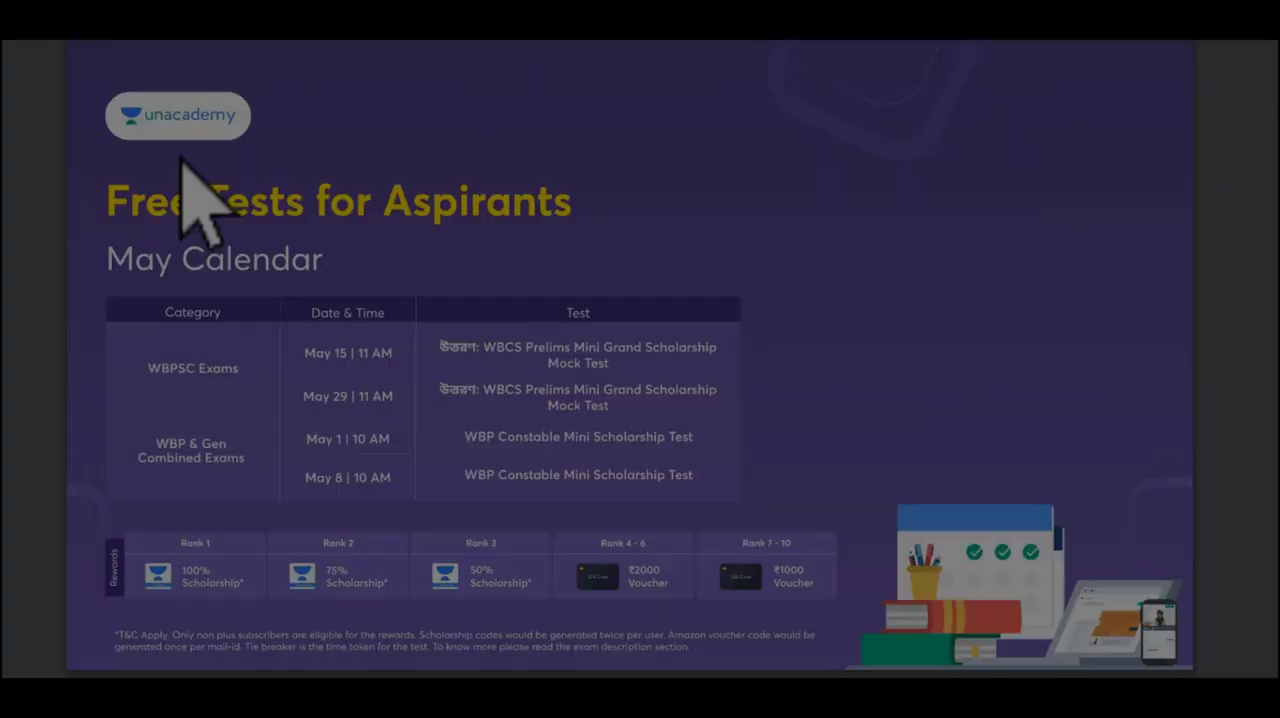 unacademy
Free Tests for Aspirants
May Calendar
Category
Date & Time
Test
WBPSC Exams
May 15 | 11 AM
উত্তরণ: WBCS Prelims Mini Grand Scholarship
Mock Test
May 29 | 11 AM
উত্তরণ: WBCS Prelims Mini Grand Scholarship
Mock Test
WBP & Gen
Combined Exams
May 1 | 10 AM
WBP Constable Mini Scholarship Test
May 8 | 10 AM
WBP Constable Mini Scholarship Test
Rewards
Rank 1
100%
Scholarship*
Rank 2
75%
Scholarship*
Rank 3
50%
Scholarship*
Rank 4 - 6
₹2000
Voucher
Rank 7 - 10
₹1000
Voucher
*T&C Apply. Only non plus subscribers are eligible for the rewards. Scholarship codes would be generated twice per user. Amazon voucher code would be
generated once per mail-id. Tie breaker is the time taken for the test. To know more please read the exam description section.